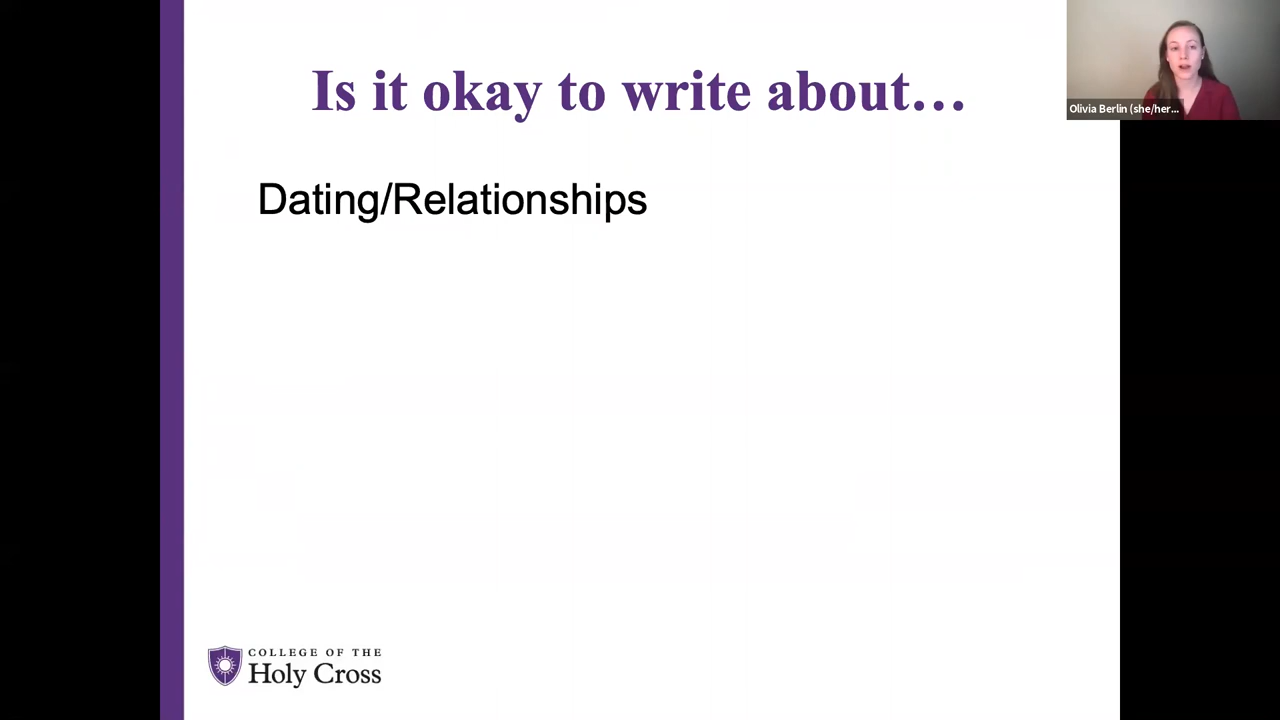 Is it okay to write about…
Olivia Berlin (she/her...
Dating/Relationships
COLLEGE OF THE
Holy Cross